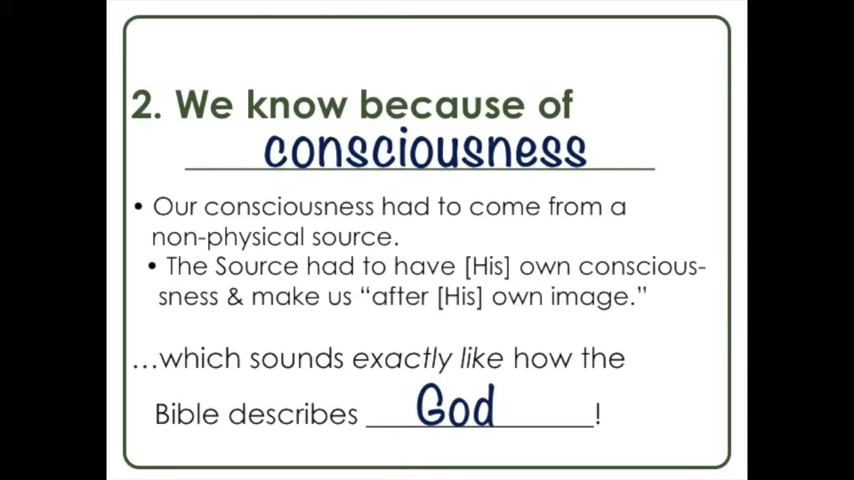 2. We know because of
consciousness
• Our consciousness had to come from a
non-physical source.
• The Source had to have [His] own conscious-
sness & make us “after [His] own image.”
…which sounds exactly like how the
Bible describes God!